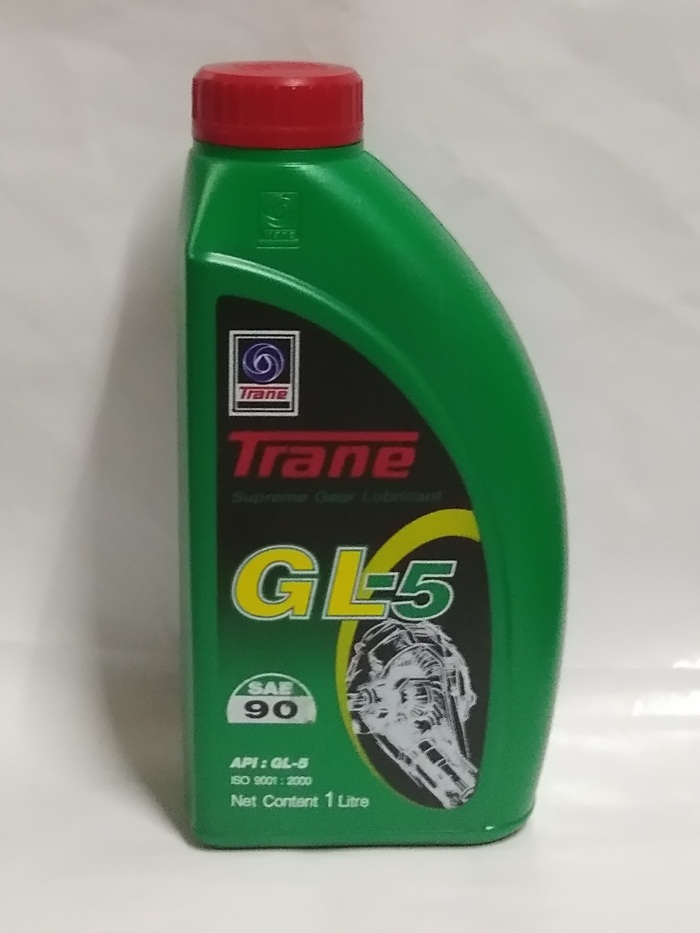 Trane
Trane
Supreme Gear Lubricant
GL-5
SAE
90
API : GL-5
ISO 9001 : 2000
Net Content 1 Litre